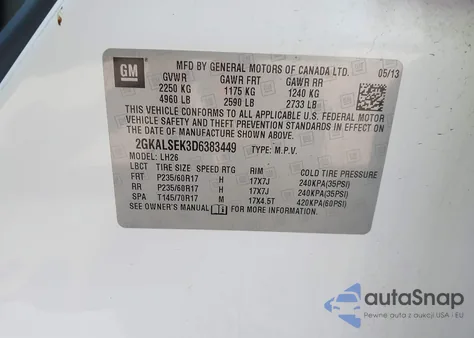 GM
MFD BY GENERAL MOTORS OF CANADA LTD. 05/13
GVWR GAWR FRT GAWR RR
2250 KG 1175 KG 1240 KG
4960 LB 2590 LB 2733 LB
THIS VEHICLE CONFORMS TO ALL APPLICABLE U.S. FEDERAL MOTOR
VEHICLE SAFETY AND THEFT PREVENTION STANDARDS IN EFFECT ON THE
DATE OF MANUFACTURE SHOWN ABOVE.
2GKALSEK3D6383449 TYPE: M.P.V.
MODEL: LH26
LBCT TIRE SIZE SPEED RTG RIM COLD TIRE PRESSURE
FRT P235/60R17 H 17X7J 240KPA(35PSI)
RR P235/60R17 H 17X7J 240KPA(35PSI)
SPA T145/70R17 M 17X4.5T 420KPA(60PSI)
SEE OWNER'S MANUAL FOR MORE INFORMATION.
autoSnap
Pewne auta z aukcji USA i EU